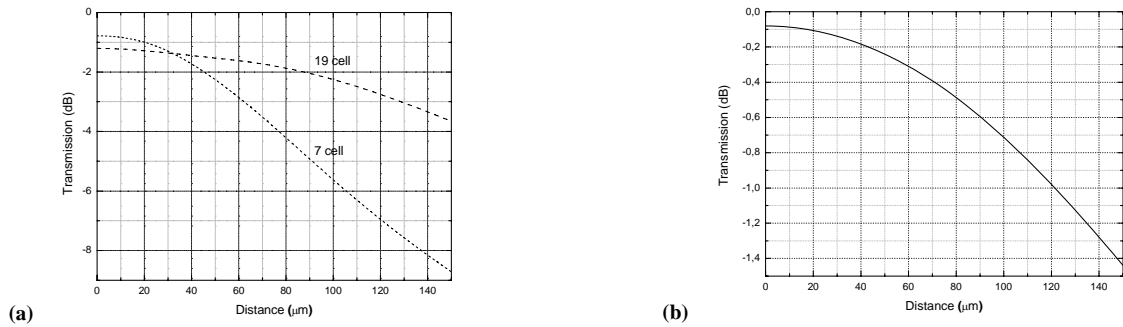 0
-2
-4
-6
-8
Transmission (dB)
19 cell
7 cell
0 20 40 60 80 100 120 140
Distance (μm)
(a)
0,0
-0,2
-0,4
-0,6
-0,8
-1,0
-1,2
-1,4
Transmission (dB)
0 20 40 60 80 100 120 140
Distance (μm)
(b)